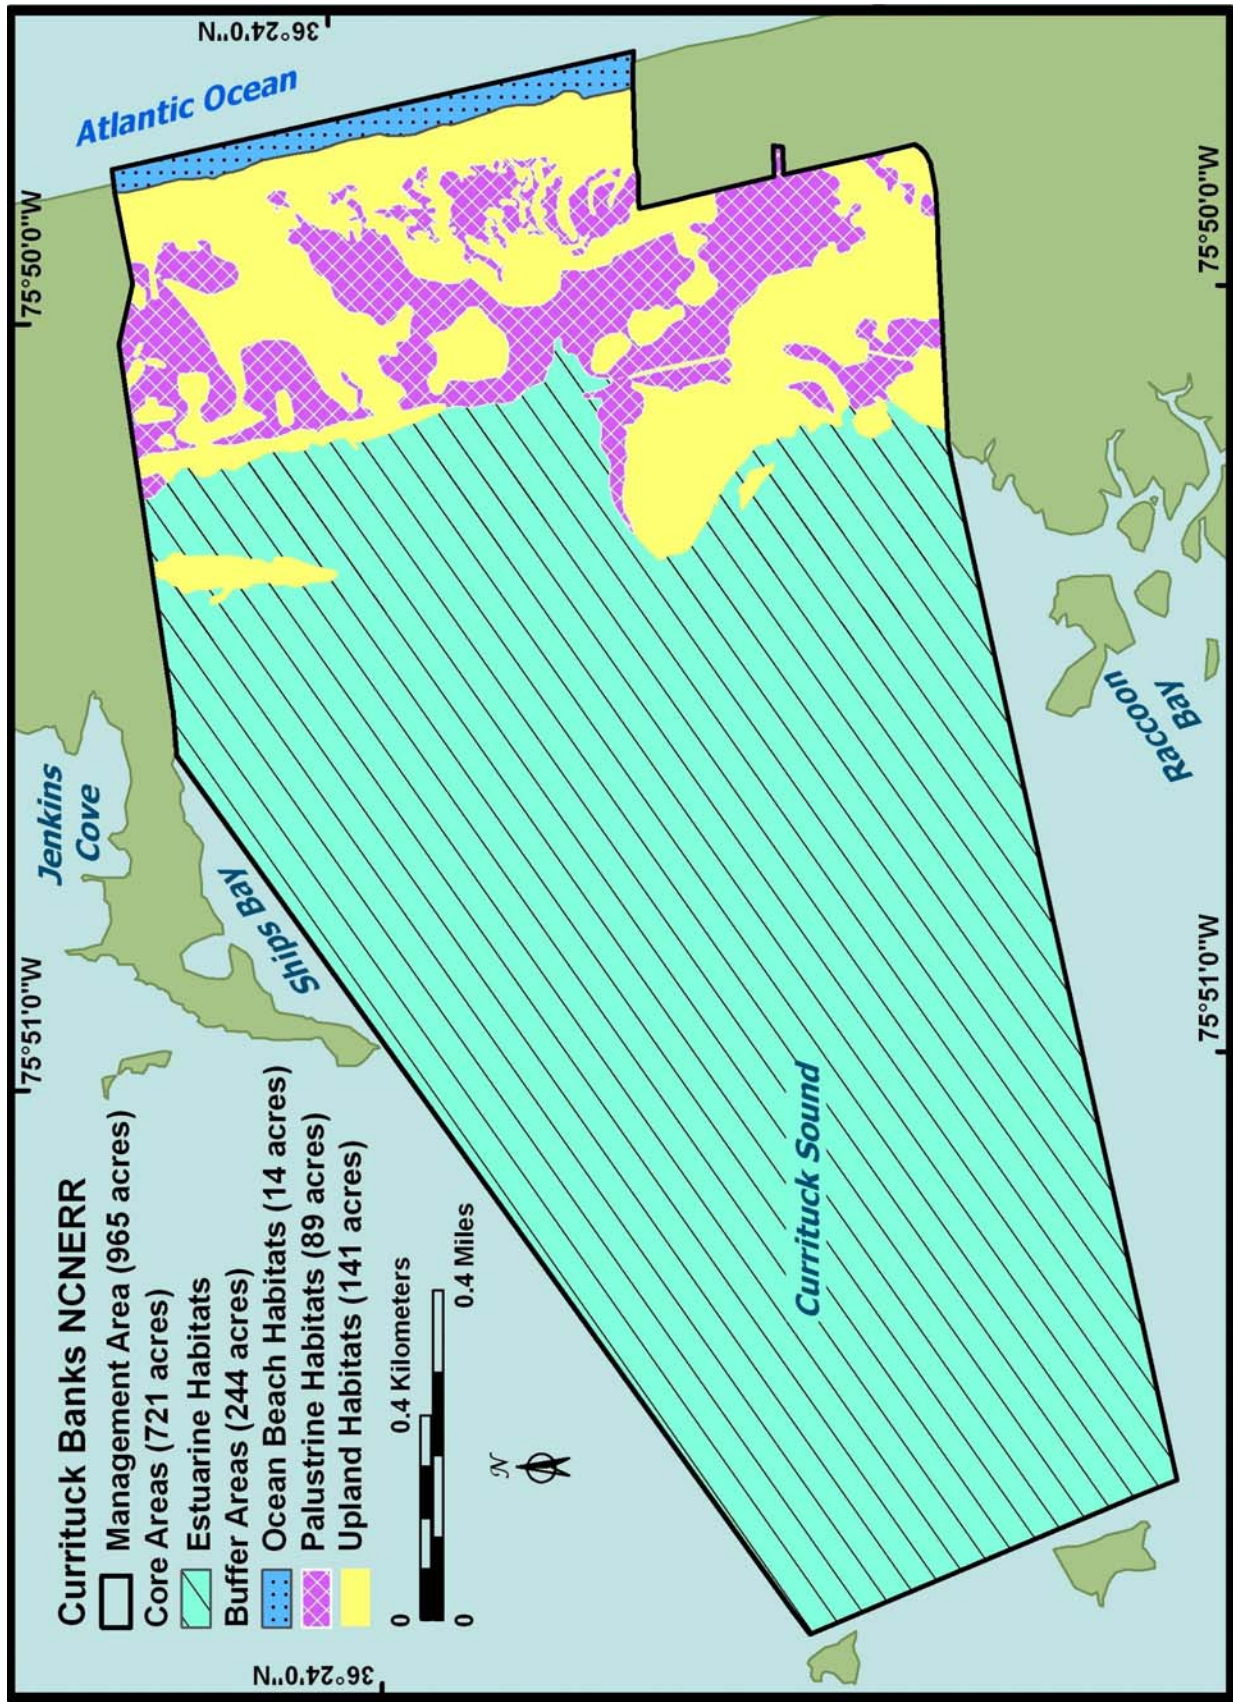 Currituck Banks NCNERR
Management Area (965 acres)
Core Areas (721 acres)
Estuarine Habitats
Buffer Areas (244 acres)
Ocean Beach Habitats (14 acres)
Palustrine Habitats (89 acres)
Upland Habitats (141 acres)
0 0.4 Kilometers
0 0.4 Miles
N
75°51'0"W
75°50'0"W
Jenkins
Cove
Ships Bay
Atlantic Ocean
36°24'0"N
36°24'0"N
Currituck Sound
Raccoon
Bay
75°51'0"W
75°50'0"W